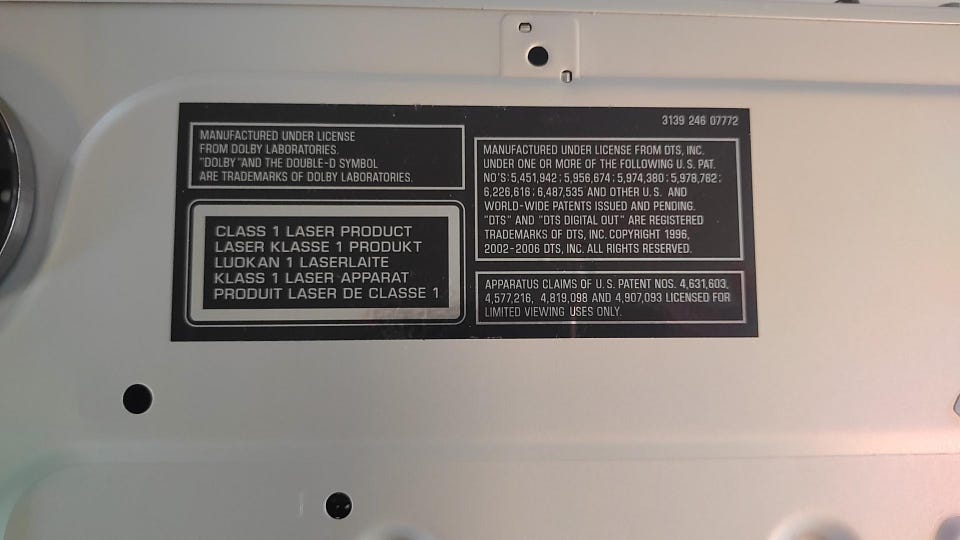 3139 246 07772
MANUFACTURED UNDER LICENSE
FROM DOLBY LABORATORIES.
"DOLBY "AND THE DOUBLE-D SYMBOL
ARE TRADEMARKS OF DOLBY LABORATORIES.
CLASS 1 LASER PRODUCT
LASER KLASSE 1 PRODUKT
LUOKAN 1 LASERLAITE
KLASS 1 LASER APPARAT
PRODUIT LASER DE CLASSE 1
MANUFACTURED UNDER LICENSE FROM DTS, INC.
UNDER ONE OR MORE OF THE FOLLOWING U.S. PAT.
NO'S: 5,451,942 ; 5,956,674 ; 5,974,380 ; 5,978,762 ;
6,226,616 ; 6,487,535 AND OTHER U.S. AND
WORLD-WIDE PATENTS ISSUED AND PENDING.
"DTS" AND "DTS DIGITAL OUT" ARE REGISTERED
TRADEMARKS OF DTS, INC. COPYRIGHT 1996,
2002-2006 DTS, INC. ALL RIGHTS RESERVED.
APPARATUS CLAIMS OF U.S. PATENT NOS. 4,631,603,
4,577,216, 4,819,098 AND 4,907,093 LICENSED FOR
LIMITED VIEWING USES ONLY.